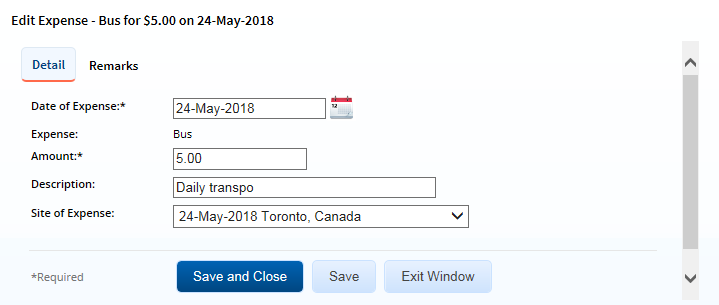 Edit Expense - Bus for $5.00 on 24-May-2018
Detail Remarks
Date of Expense:* 24-May-2018 12
Expense: Bus
Amount:* 5.00
Description: Daily transpo
Site of Expense: 24-May-2018 Toronto, Canada
*Required Save and Close Save Exit Window